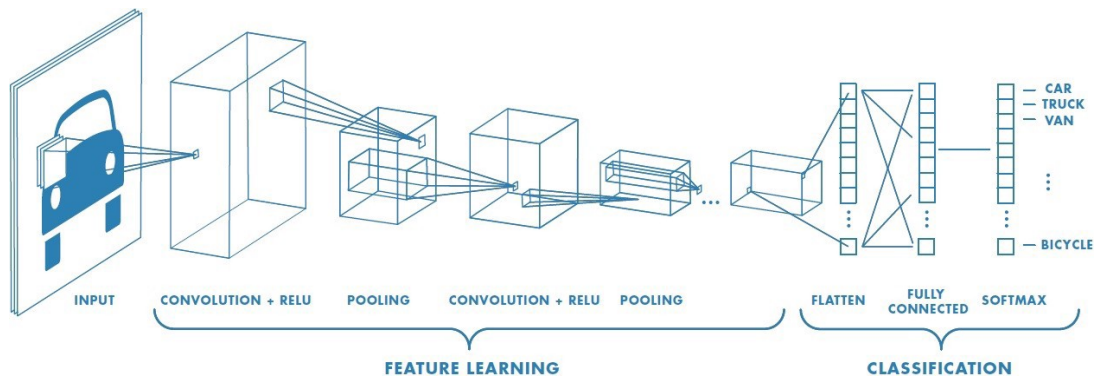 CAR
TRUCK
VAN
BICYCLE
INPUT
CONVOLUTION + RELU
POOLING
CONVOLUTION + RELU
POOLING
FLATTEN
FULLY
CONNECTED
SOFTMAX
FEATURE LEARNING
CLASSIFICATION